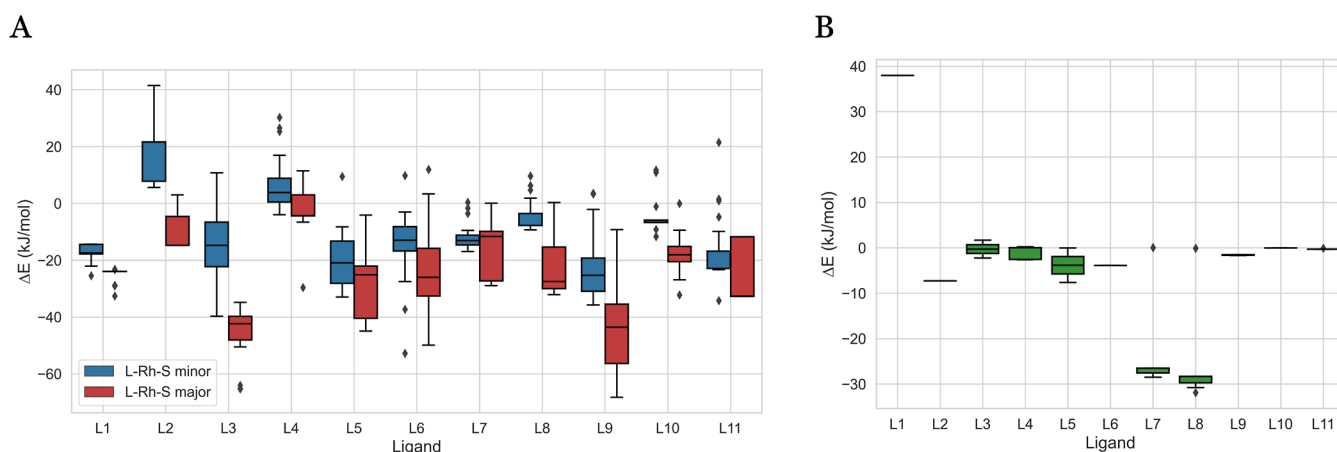 A
B
ΔE (kJ/mol)
40
20
0
−20
−40
−60
L-Rh-S minor
L-Rh-S major
L1 L2 L3 L4 L5 L6 L7 L8 L9 L10 L11
Ligand
ΔE (kJ/mol)
40
30
20
10
0
−10
−20
−30
L1 L2 L3 L4 L5 L6 L7 L8 L9 L10 L11
Ligand